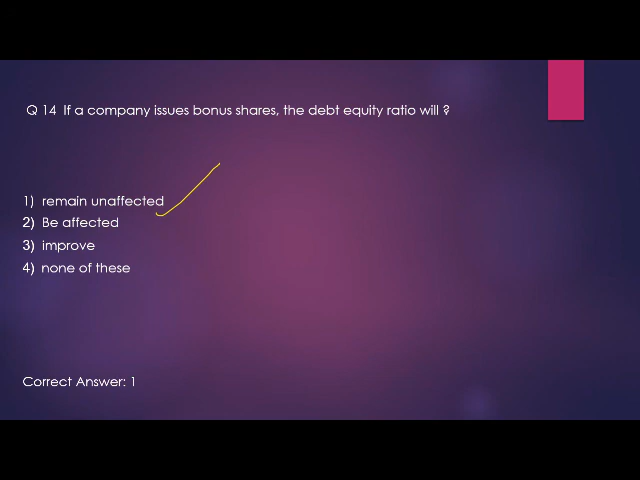 Q 14 If a company issues bonus shares, the debt equity ratio will ?
1) remain unaffected
2) Be affected
3) improve
4) none of these
Correct Answer: 1